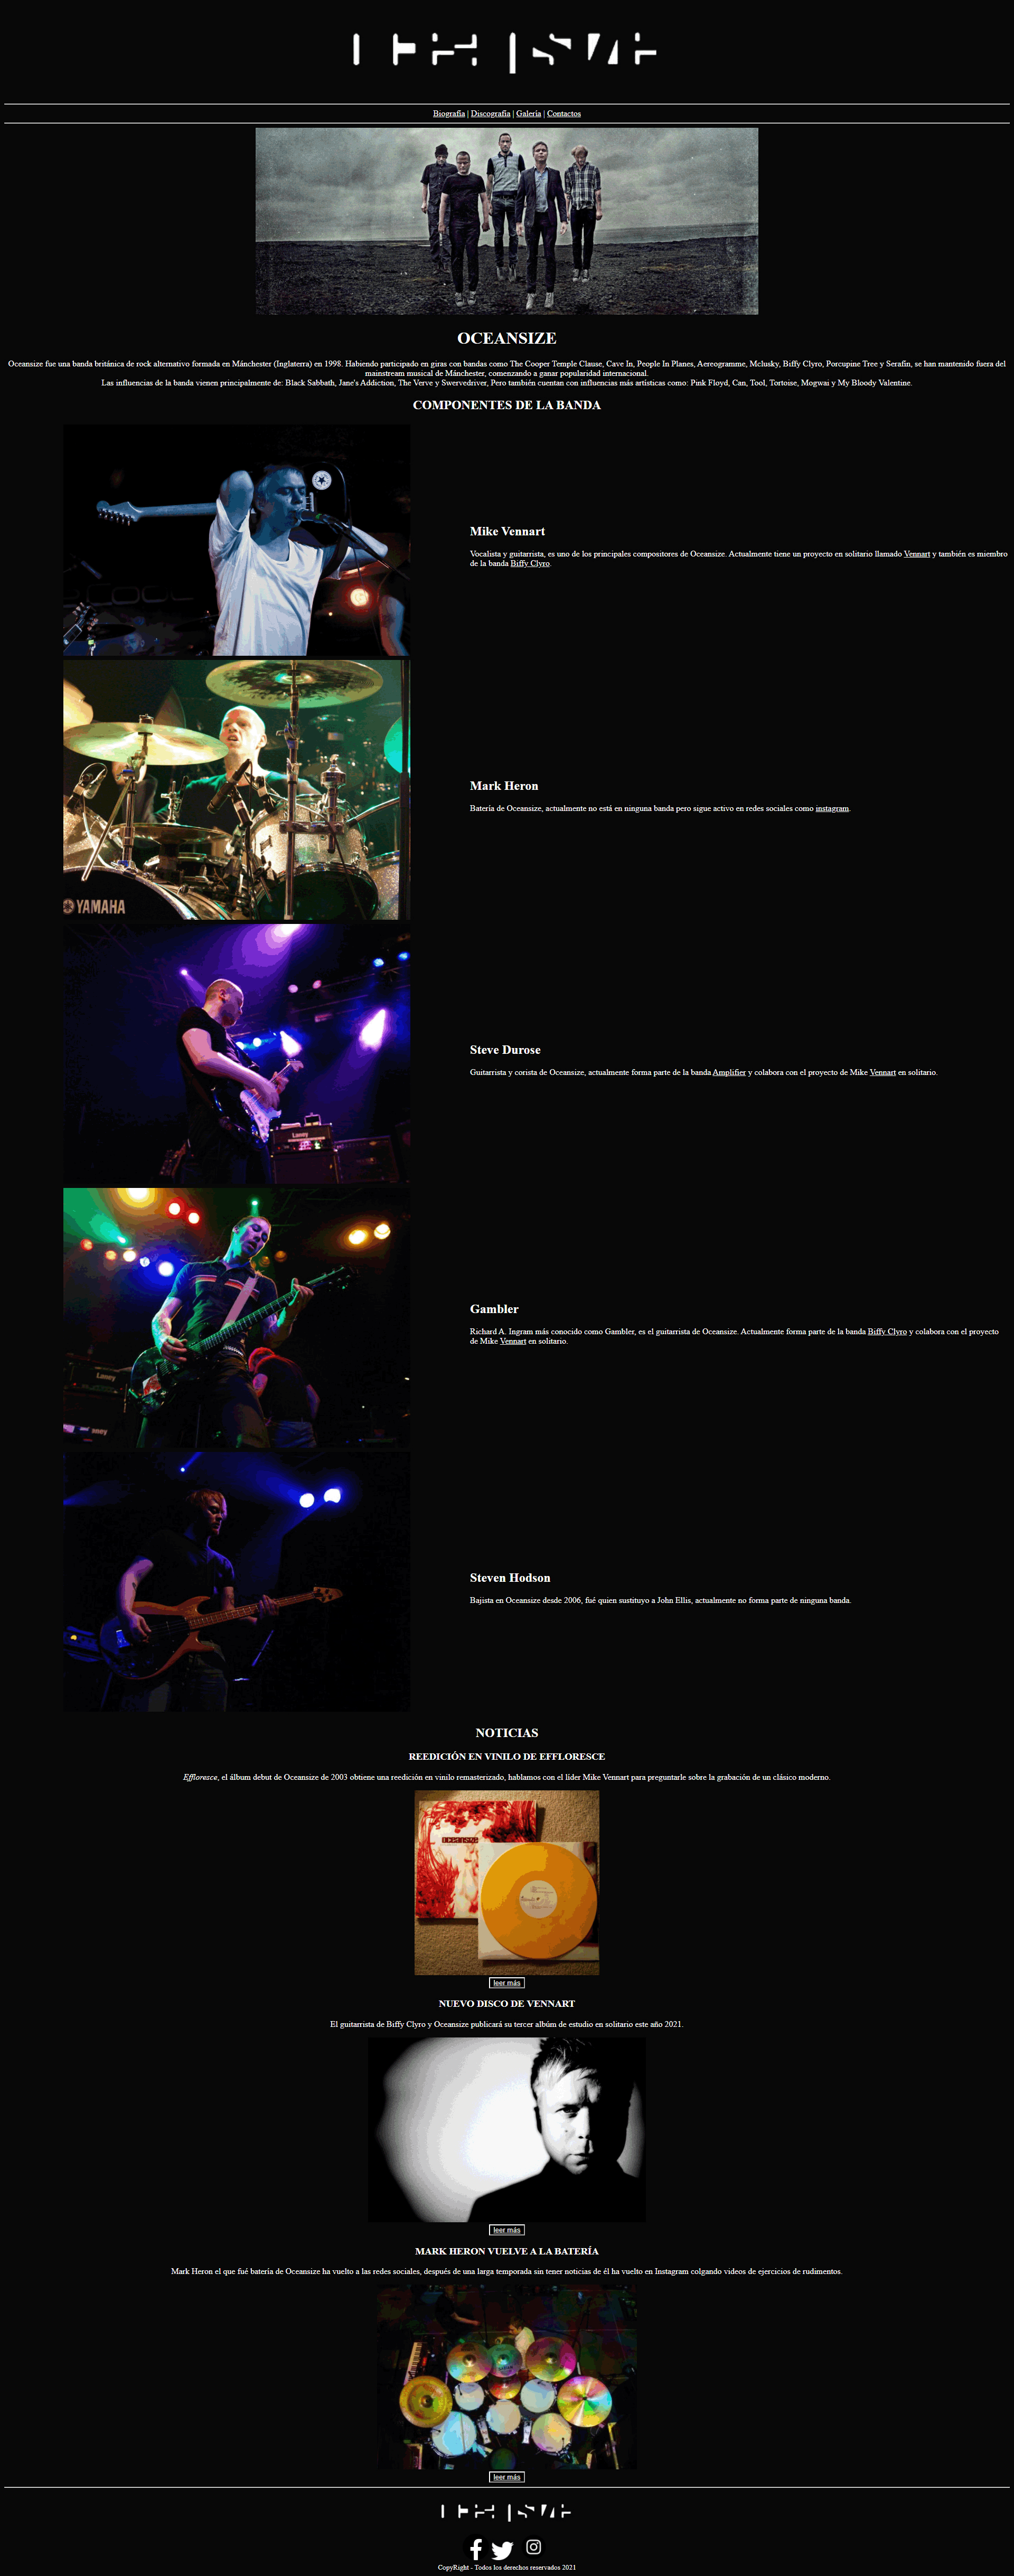 Biografía | Discografía | Galería | Contactos
OCEANSIZE
Oceansize fue una banda británica de rock alternativo formada en Mánchester (Inglaterra) en 1998. Habiendo participado en giras con bandas como The Cooper Temple Clause, Cave In, People In Planes, Aereogramme, Mclusky, Biffy Clyro, Porcupine Tree y Serafin, se han mantenido fuera del
mainstream musical de Mánchester, comenzando a ganar popularidad internacional.
Las influencias de la banda vienen principalmente de: Black Sabbath, Jane's Addiction, The Verve y Swervedriver, Pero también cuentan con influencias más artísticas como: Pink Floyd, Can, Tool, Tortoise, Mogwai y My Bloody Valentine.
COMPONENTES DE LA BANDA
Mike Vennart
Vocalista y guitarrista, es uno de los principales compositores de Oceansize. Actualmente tiene un proyecto en solitario llamado Vennart y también es miembro
de la banda Biffy Clyro.
YAMAHA
Mark Heron
Batería de Oceansize, actualmente no está en ninguna banda pero sigue activo en redes sociales como instagram.
Laney
Steve Durose
Guitarrista y corista de Oceansize, actualmente forma parte de la banda Amplifier y colabora con el proyecto de Mike Vennart en solitario.
Laney
Gambler
Richard A. Ingram más conocido como Gambler, es el guitarrista de Oceansize. Actualmente forma parte de la banda Biffy Clyro y colabora con el proyecto
de Mike Vennart en solitario.
Steven Hodson
Bajista en Oceansize desde 2006, fué quien sustituyo a John Ellis, actualmente no forma parte de ninguna banda.
NOTICIAS
REEDICIÓN EN VINILO DE EFFLORESCE
Effloresce, el álbum debut de Oceansize de 2003 obtiene una reedición en vinilo remasterizado, hablamos con el líder Mike Vennart para preguntarle sobre la grabación de un clásico moderno.
leer más
NUEVO DISCO DE VENNART
El guitarrista de Biffy Clyro y Oceansize publicará su tercer albúm de estudio en solitario este año 2021.
leer más
MARK HERON VUELVE A LA BATERÍA
Mark Heron el que fué batería de Oceansize ha vuelto a las redes sociales, después de una larga temporada sin tener noticias de él ha vuelto en Instagram colgando videos de ejercicios de rudimentos.
leer más
CopyRight - Todos los derechos reservados 2021